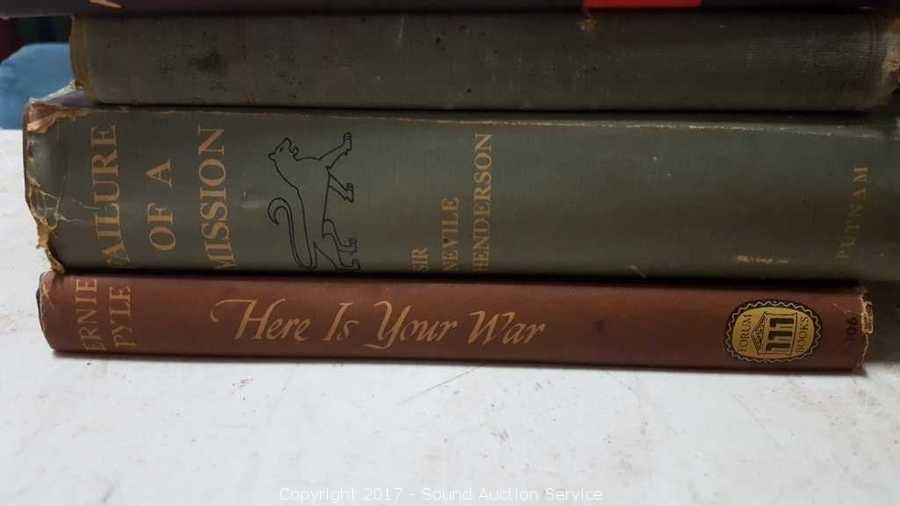 FAILURE
OF A
MISSION
SIR
NEVILE
HENDERSON
PUTNAM
ERNIE
PYLE
Here Is Your War
FORUM
BOOKS
Copyright 2017 - Sound Auction Service